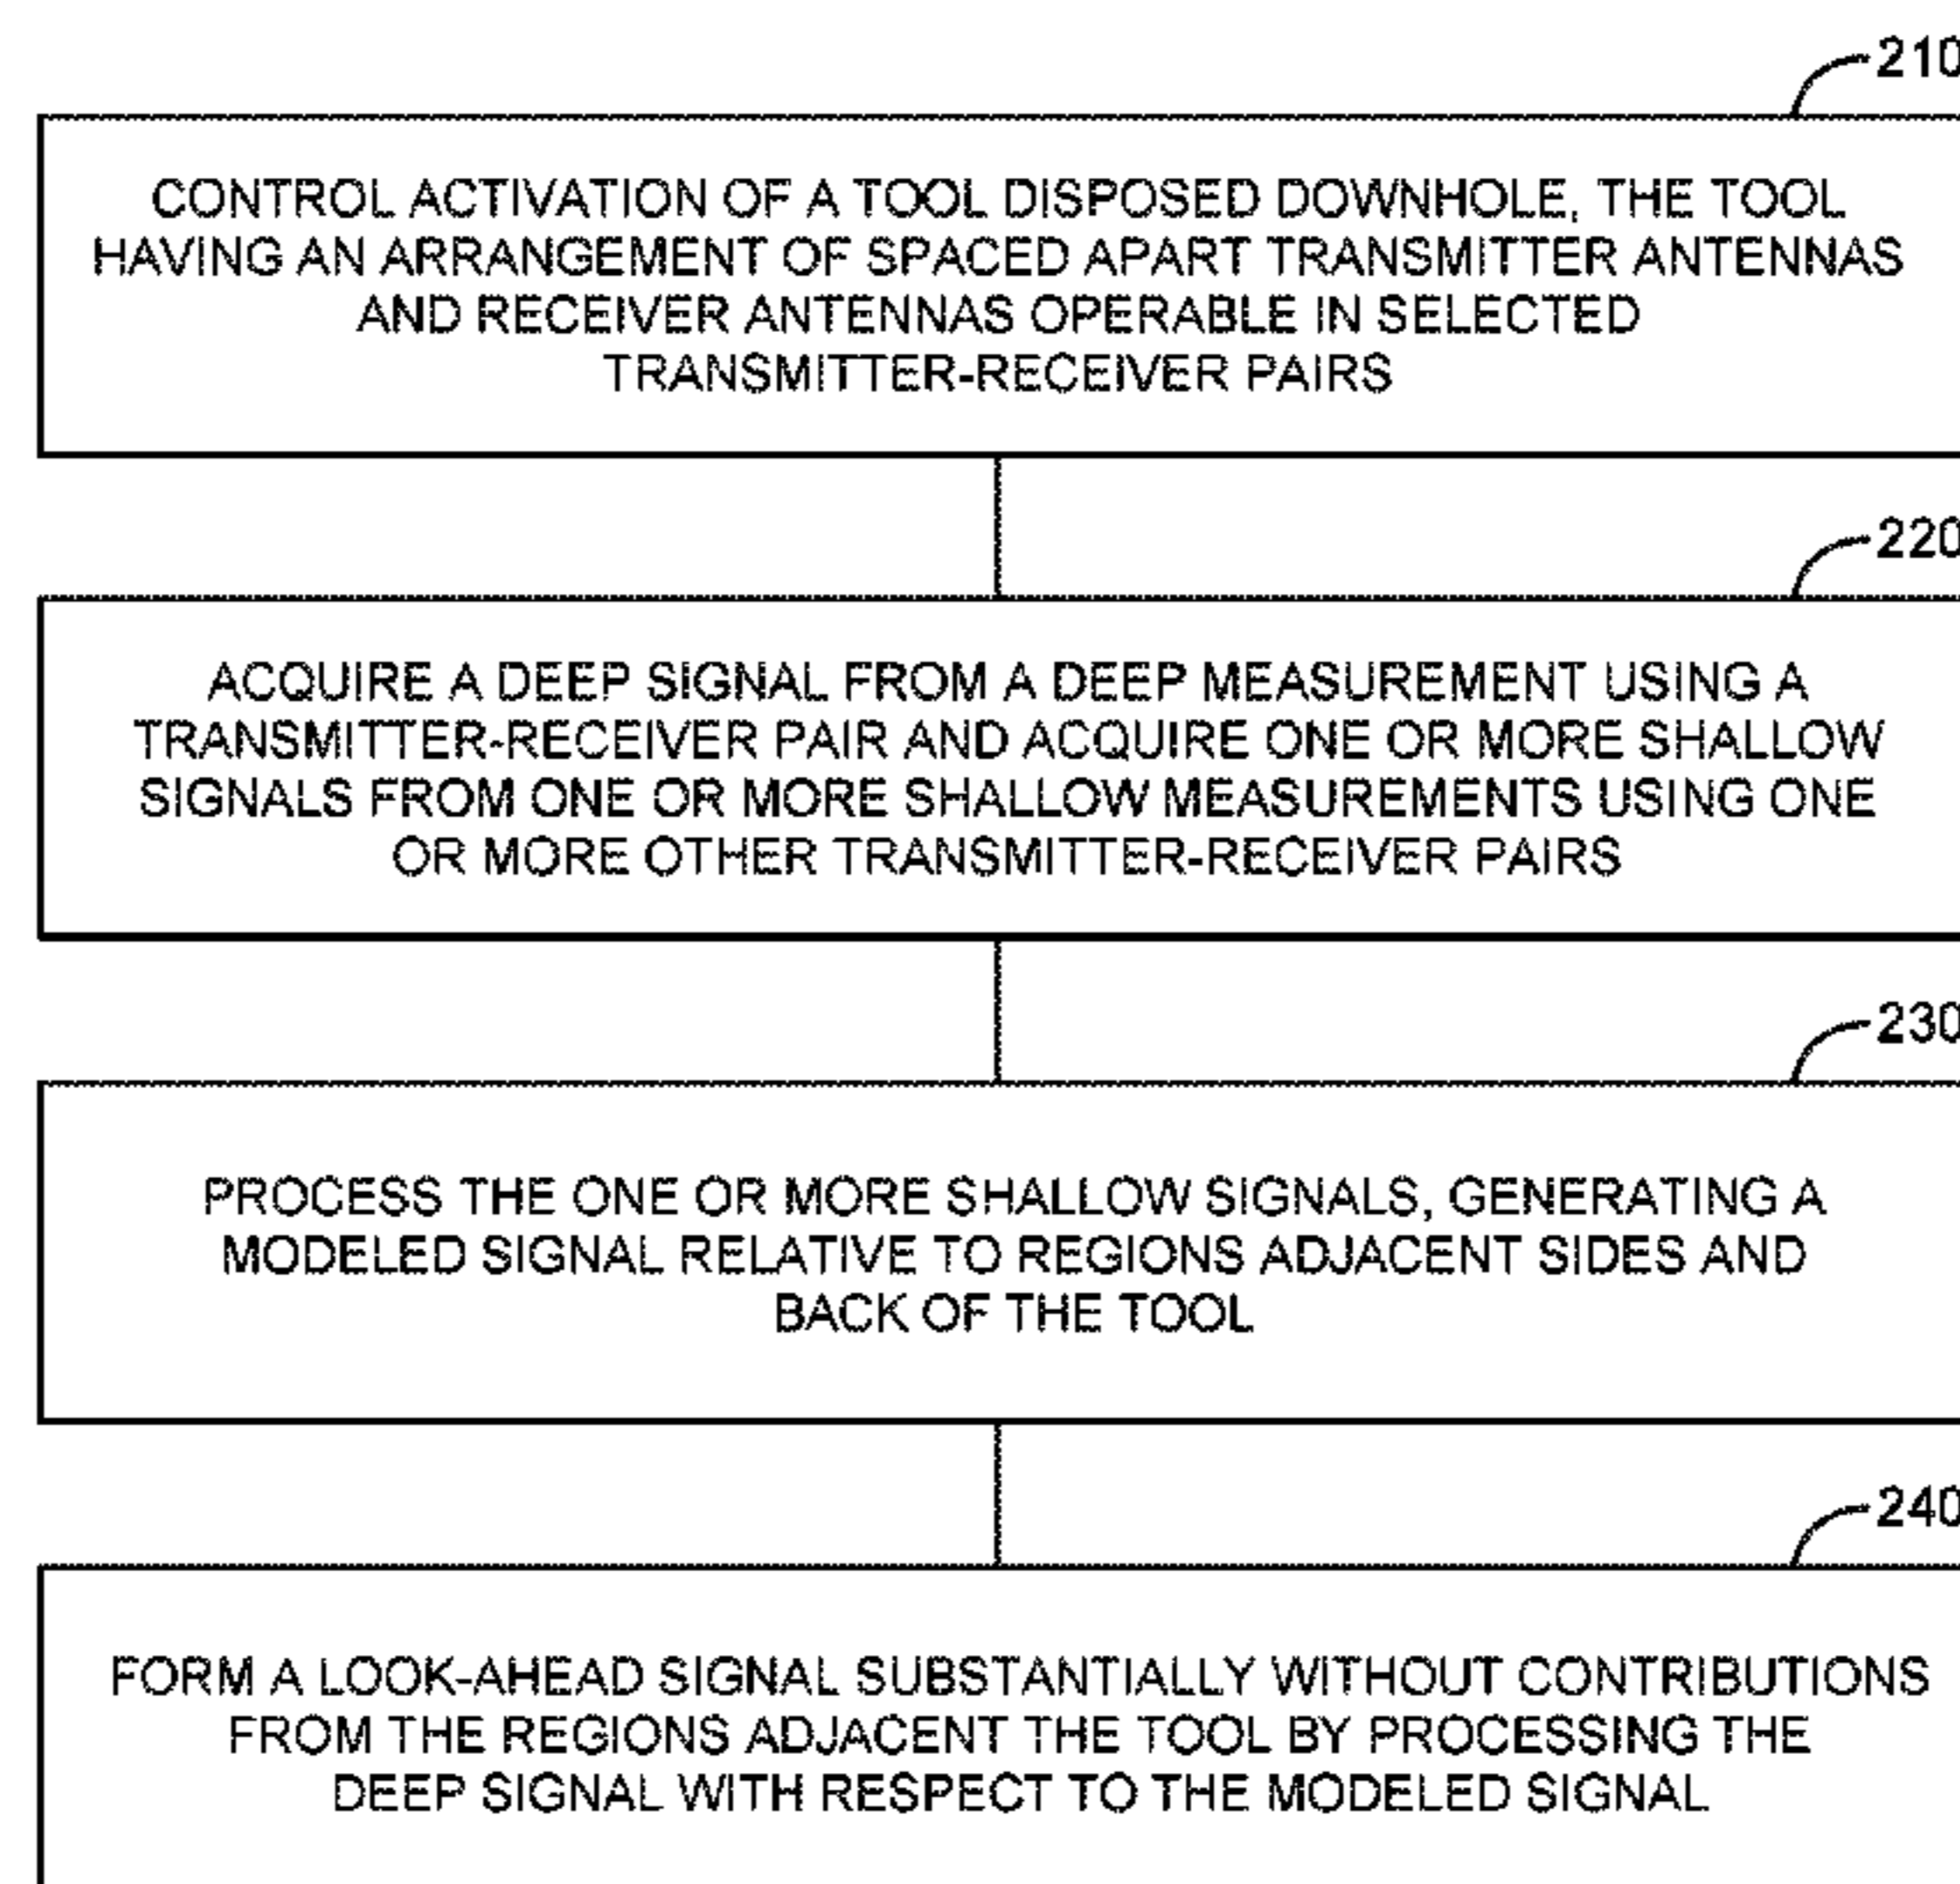 210
CONTROL ACTIVATION OF A TOOL DISPOSED DOWNHOLE, THE TOOL
HAVING AN ARRANGEMENT OF SPACED APART TRANSMITTER ANTENNAS
AND RECEIVER ANTENNAS OPERABLE IN SELECTED
TRANSMITTER-RECEIVER PAIRS
220
ACQUIRE A DEEP SIGNAL FROM A DEEP MEASUREMENT USING A
TRANSMITTER-RECEIVER PAIR AND ACQUIRE ONE OR MORE SHALLOW
SIGNALS FROM ONE OR MORE SHALLOW MEASUREMENTS USING ONE
OR MORE OTHER TRANSMITTER-RECEIVER PAIRS
230
PROCESS THE ONE OR MORE SHALLOW SIGNALS, GENERATING A
MODELED SIGNAL RELATIVE TO REGIONS ADJACENT SIDES AND
BACK OF THE TOOL
240
FORM A LOOK-AHEAD SIGNAL SUBSTANTIALLY WITHOUT CONTRIBUTIONS
FROM THE REGIONS ADJACENT THE TOOL BY PROCESSING THE
DEEP SIGNAL WITH RESPECT TO THE MODELED SIGNAL